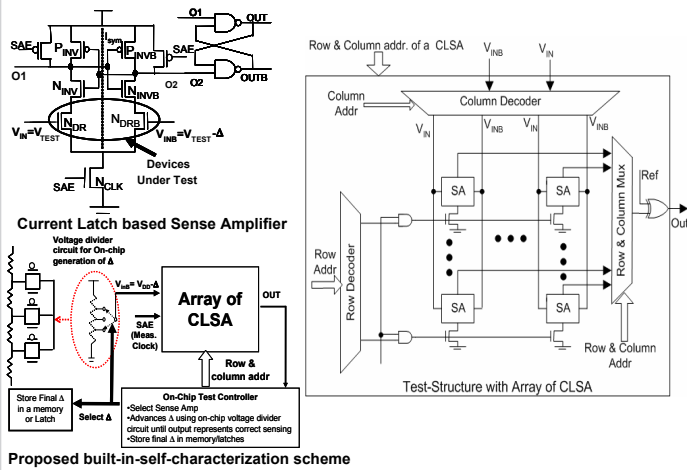 O1
OUT
SAE
P_INV
I_sym
P_INVB
SAE
O1
O2
O2
OUTB
N_INV
N_INVB
N_DR
N_DRB
V_IN=V_TEST
V_INB=V_TEST-Δ
Devices
Under Test
SAE
N_CLK
Current Latch based Sense Amplifier
Voltage divider
circuit for On-chip
generation of Δ
V_inB= V_DD-Δ
Array of
CLSA
OUT
SAE
(Meas.
Clock)
Row &
column addr
Store Final Δ
in a memory
or Latch
Select Δ
On-Chip Test Controller
•Select Sense Amp
•Advances Δ using on-chip voltage divider
circuit until output represents correct sensing
•Store final Δ in memory/latches
Proposed built-in-self-characterization scheme
Row & Column addr. of a CLSA
V_INB
V_IN
Column
Addr
Column Decoder
V_IN
V_INB
V_IN
V_INB
SA
SA
Ref
Out
Row & Column Mux
Row
Addr
Row Decoder
SA
SA
Row & Column
Addr
Test-Structure with Array of CLSA